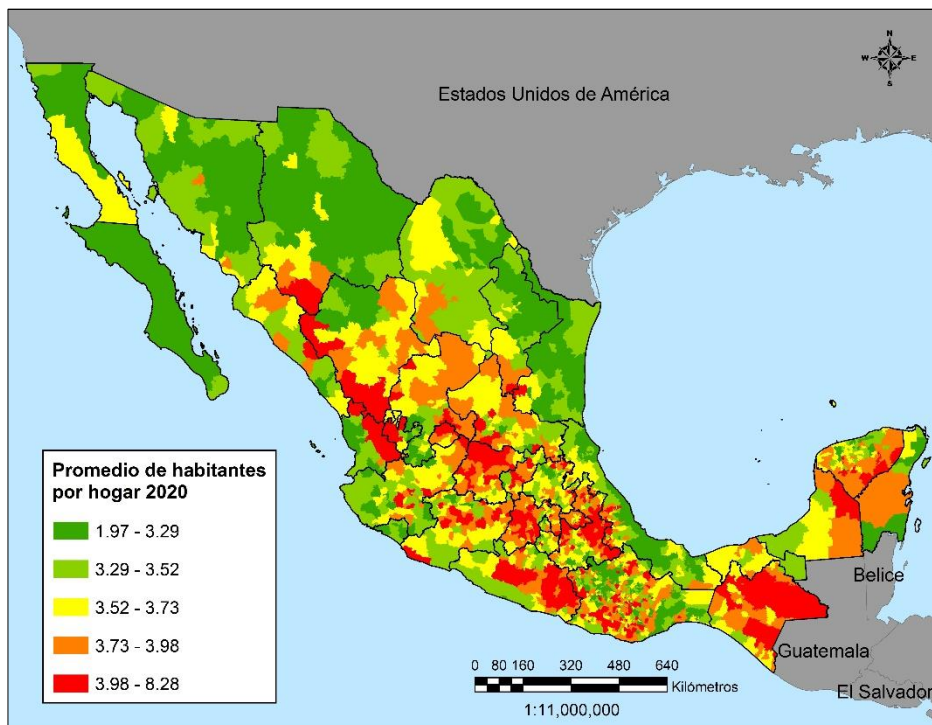 N
W E
S
Estados Unidos de América
Promedio de habitantes
por hogar 2020
1.97 - 3.29
3.29 - 3.52
3.52 - 3.73
3.73 - 3.98
3.98 - 8.28
Belice
Guatemala
El Salvador
0 80 160 320 480 640
Kilómetros
1:11,000,000